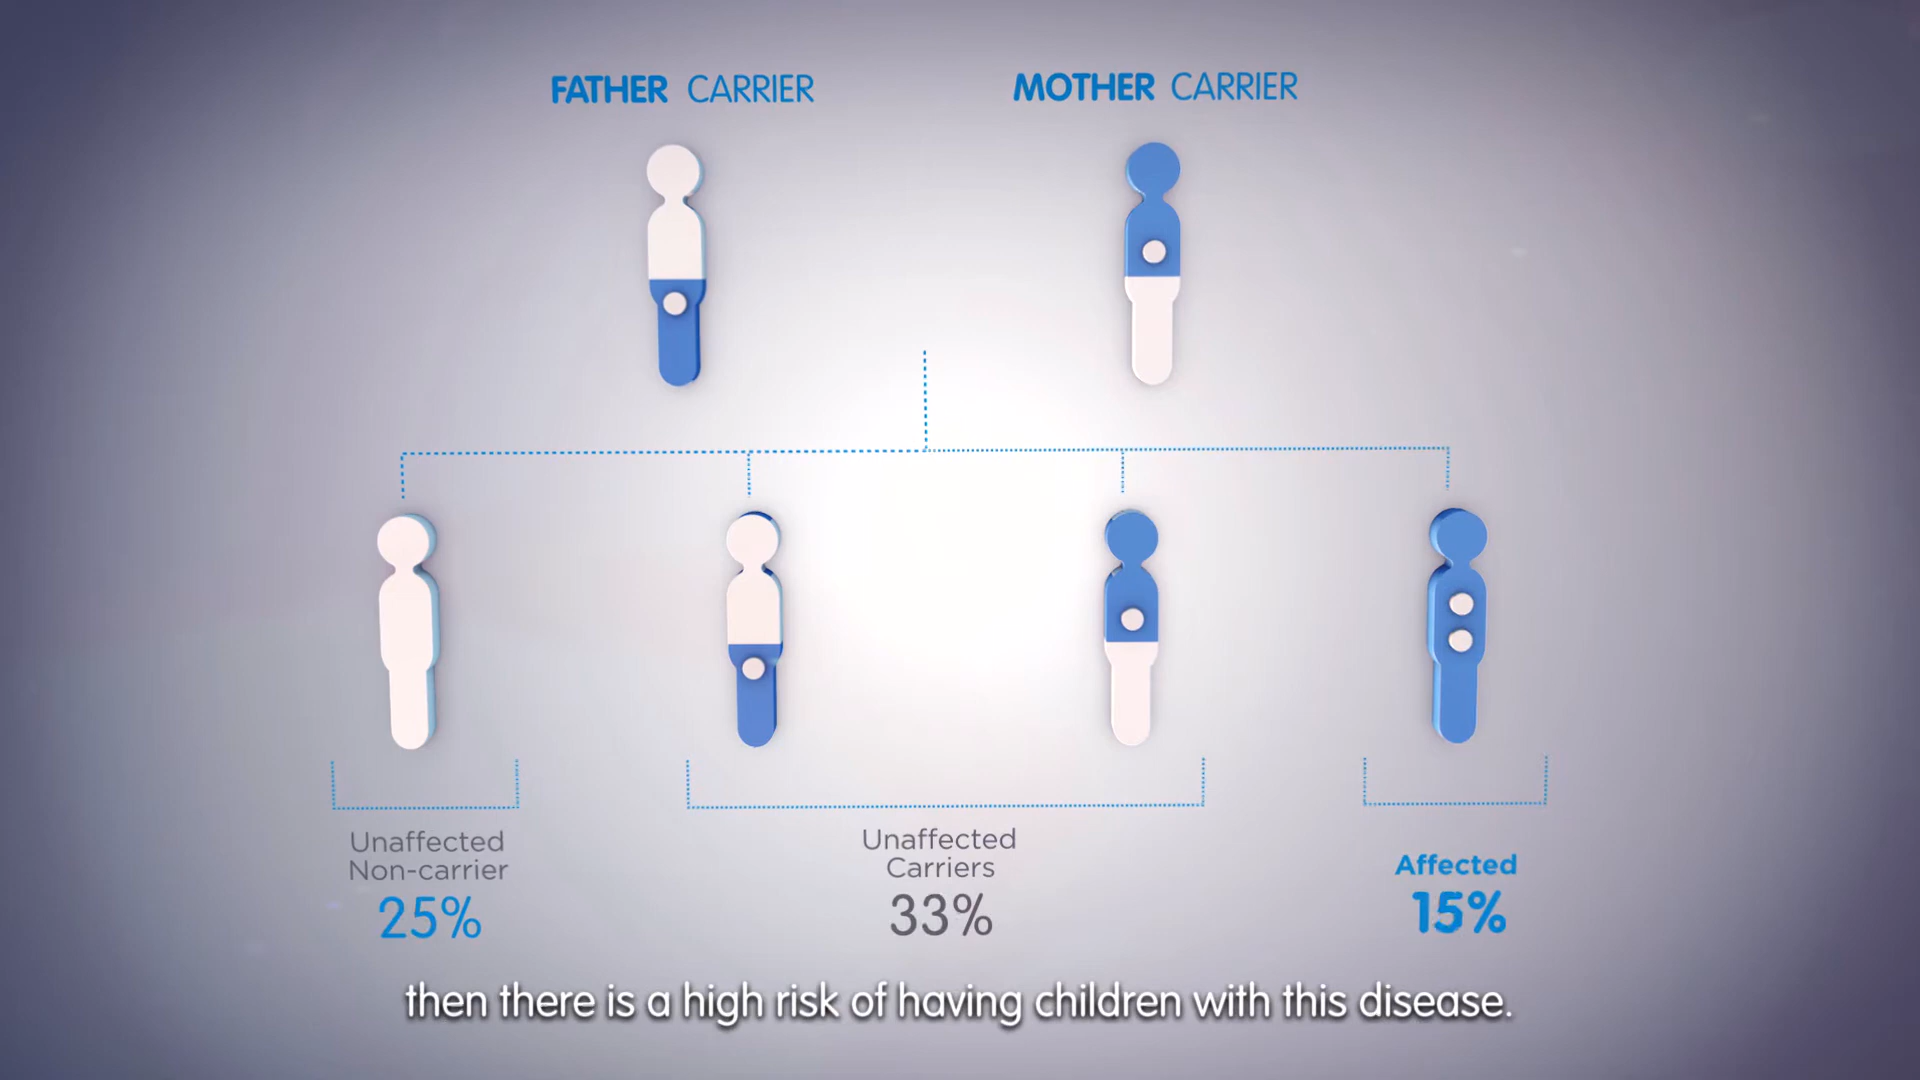 FATHER CARRIER
MOTHER CARRIER
Unaffected
Non-carrier
25%
Unaffected
Carriers
33%
Affected
15%
then there is a high risk of having children with this disease.